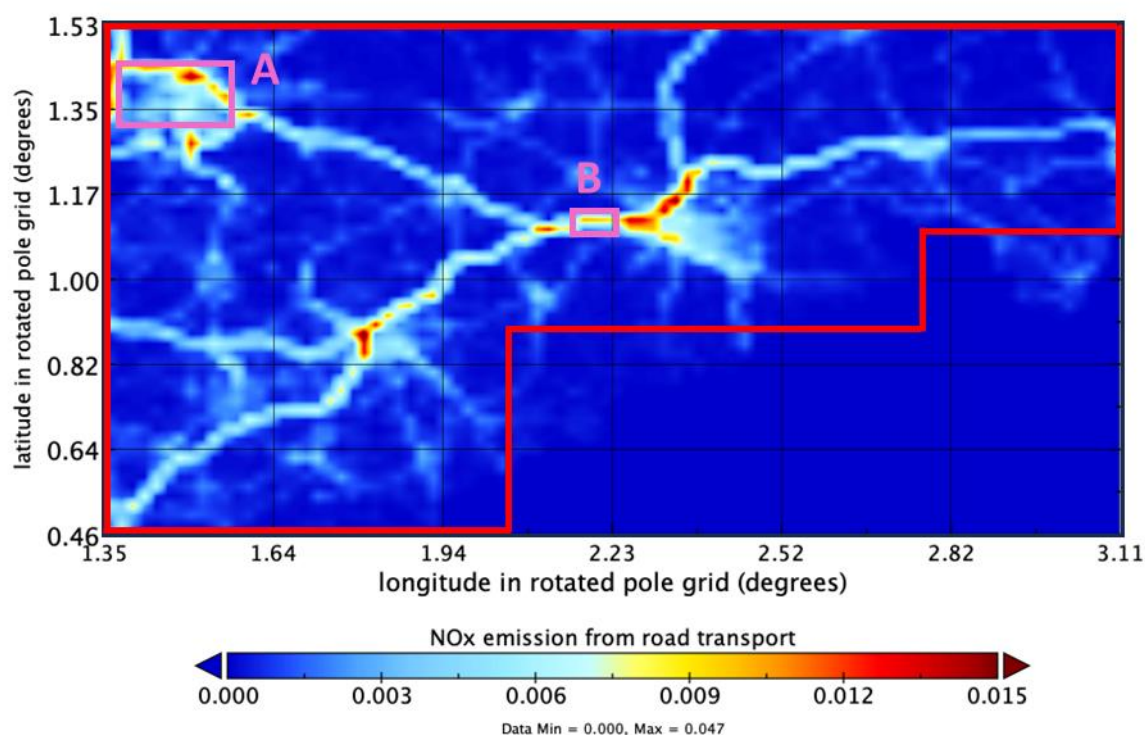 1.53
A
1.35
B
1.17
1.00
0.82
0.64
0.46
latitude in rotated pole grid (degrees)
1.35 1.64 1.94 2.23 2.52 2.82 3.11
longitude in rotated pole grid (degrees)
NOx emission from road transport
0.000 0.003 0.006 0.009 0.012 0.015
Data Min = 0.000, Max = 0.047